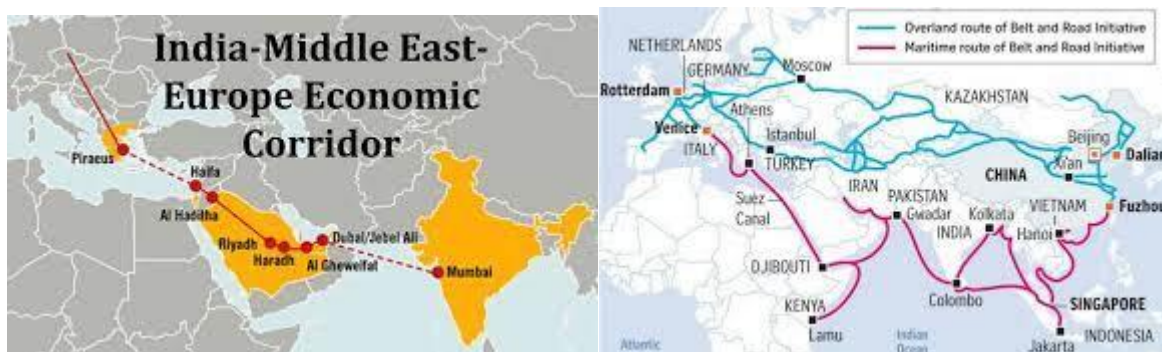 India-Middle East-
Europe Economic
Corridor
Piraeus
Haifa
Al Haditha
Riyadh
Haradh
Al Ghweifat
Dubai/Jebel Ali
Mumbai
Overland route of Belt and Road Initiative
Maritime route of Belt and Road Initiative
NETHERLANDS
GERMANY
Moscow
Rotterdam
KAZAKHSTAN
Athens
Venice
Istanbul
ITALY
TURKEY
Beijing
Dalian
Xi'an
CHINA
IRAN
Suez
Canal
PAKISTAN
Gwadar
Kolkata
INDIA
VIETNAM
Hanoi
Fuzhou
DJIBOUTI
Colombo
SINGAPORE
KENYA
Lamu
Indian
Ocean
Jakarta
INDONESIA
Atlantic